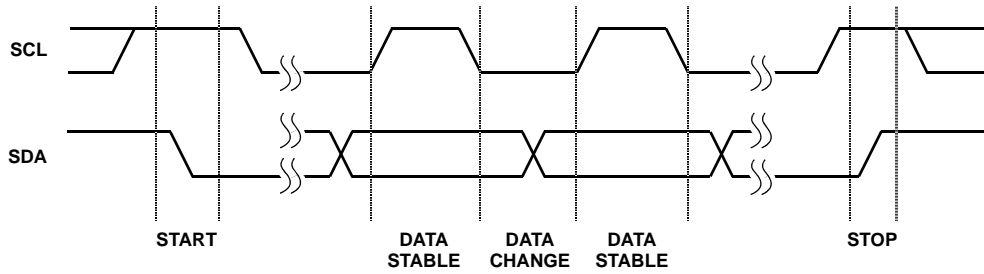 SCL
SDA
START
DATA
STABLE
DATA
CHANGE
DATA
STABLE
STOP